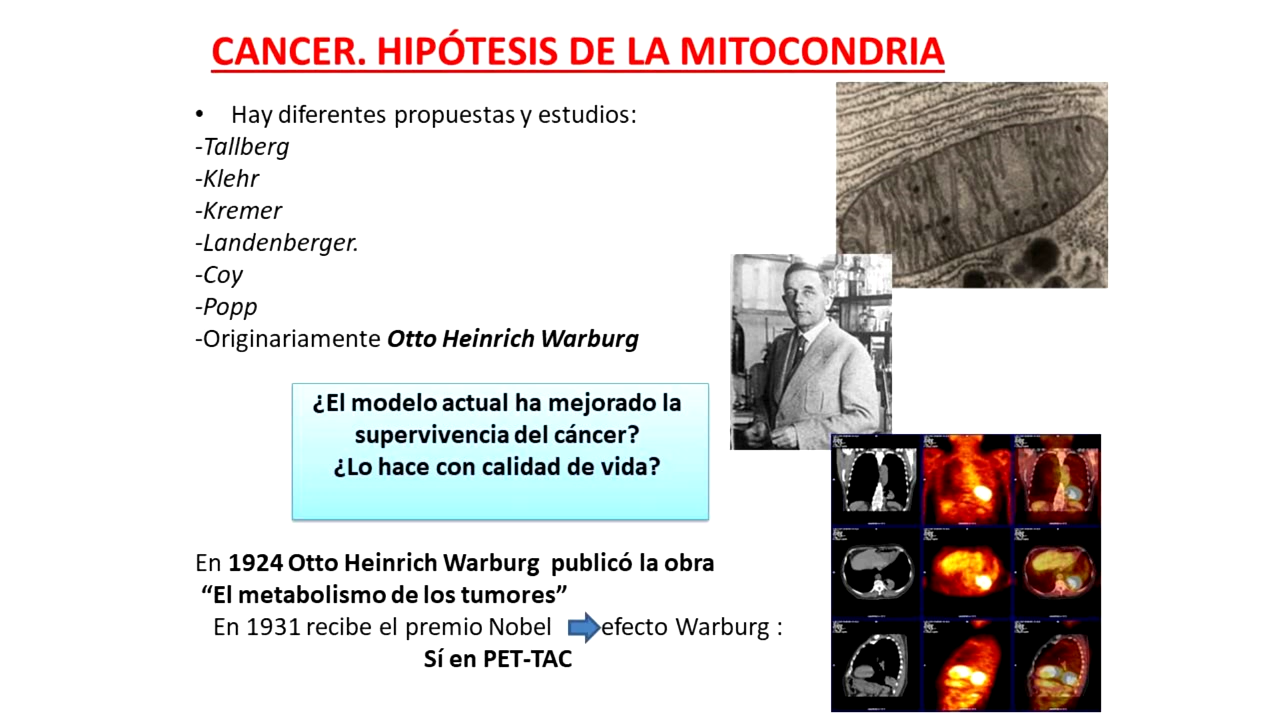 CANCER. HIPÓTESIS DE LA MITOCONDRIA
• Hay diferentes propuestas y estudios:
-Tallberg
-Klehr
-Kremer
-Landenberger.
-Coy
-Popp
-Originariamente Otto Heinrich Warburg
¿El modelo actual ha mejorado la
supervivencia del cáncer?
¿Lo hace con calidad de vida?
En 1924 Otto Heinrich Warburg publicó la obra
“El metabolismo de los tumores”
En 1931 recibe el premio Nobel efecto Warburg :
Sí en PET-TAC